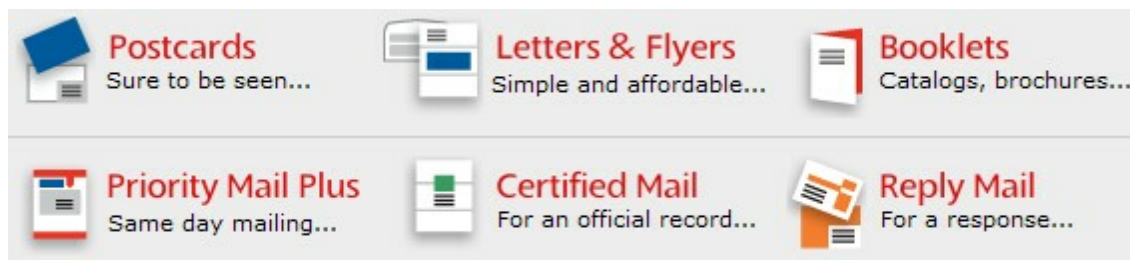 Postcards
Sure to be seen...
Letters & Flyers
Simple and affordable...
Booklets
Catalogs, brochures...
Priority Mail Plus
Same day mailing...
Certified Mail
For an official record...
Reply Mail
For a response...